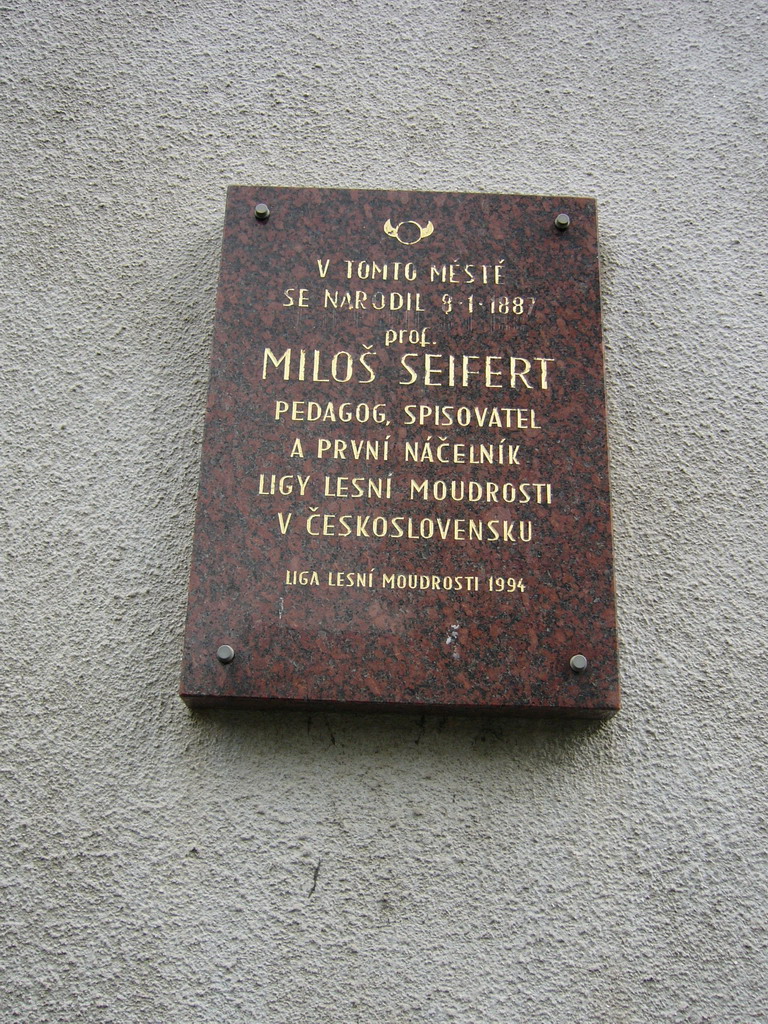 V TOMTO MĚSTĚ
SE NARODIL 8·1·1887
prof.
MILOŠ SEIFERT
PEDAGOG, SPISOVATEL
A PRVNÍ NÁČELNÍK
LIGY LESNÍ MOUDROSTI
V ČESKOSLOVENSKU
LIGA LESNÍ MOUDROSTI 1994